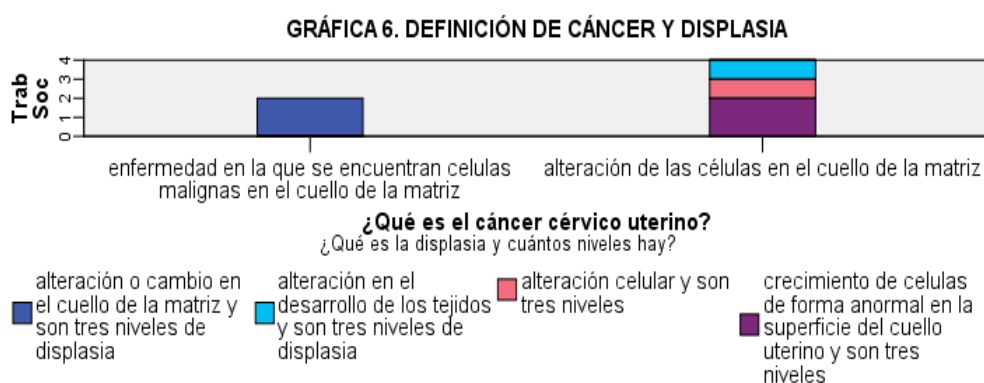 GRÁFICA 6. DEFINICIÓN DE CÁNCER Y DISPLASIA
Trab
Soc
4
3
2
1
0
enfermedad en la que se encuentran celulas
malignas en el cuello de la matriz
alteración de las células en el cuello de la matriz
¿Qué es el cáncer cérvico uterino?
¿Qué es la displasia y cuántos niveles hay?
alteración o cambio en
el cuello de la matriz y
son tres niveles de
displasia
alteración en el
desarrollo de los tejidos
y son tres niveles de
displasia
alteración celular y son
tres niveles
crecimiento de celulas
de forma anormal en la
superficie del cuello
uterino y son tres
niveles